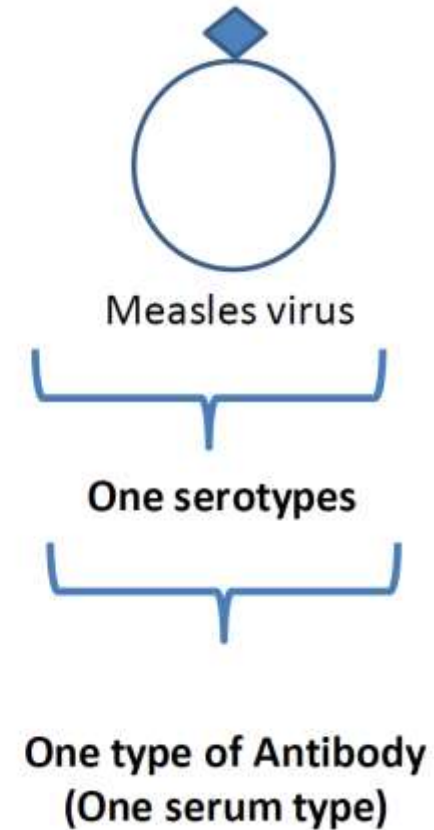 Measles virus
One serotypes
One type of Antibody
(One serum type)